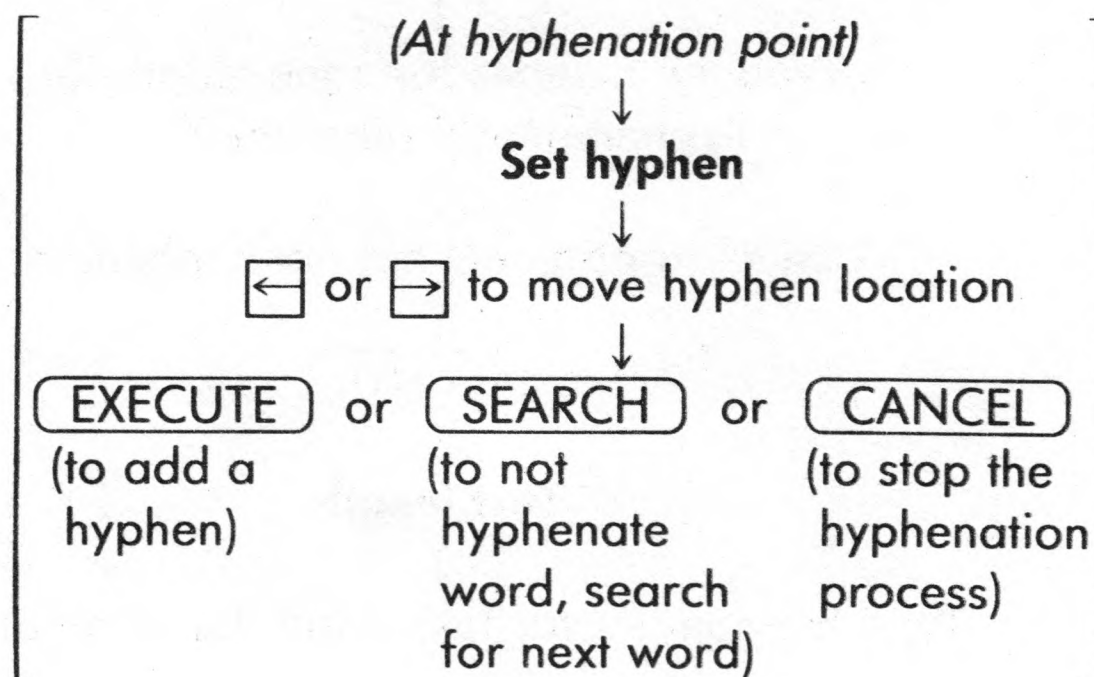 (At hyphenation point)
↓
Set hyphen
↓
← or → to move hyphen location
↓
EXECUTE or SEARCH or CANCEL
(to add a (to not (to stop the
hyphen) hyphenate hyphenation
word, search process)
for next word)